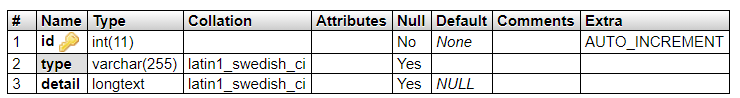 # Name Type Collation Attributes Null Default Comments Extra
1 id int(11) No None AUTO_INCREMENT
2 type varchar(255) latin1_swedish_ci Yes
3 detail longtext latin1_swedish_ci Yes NULL